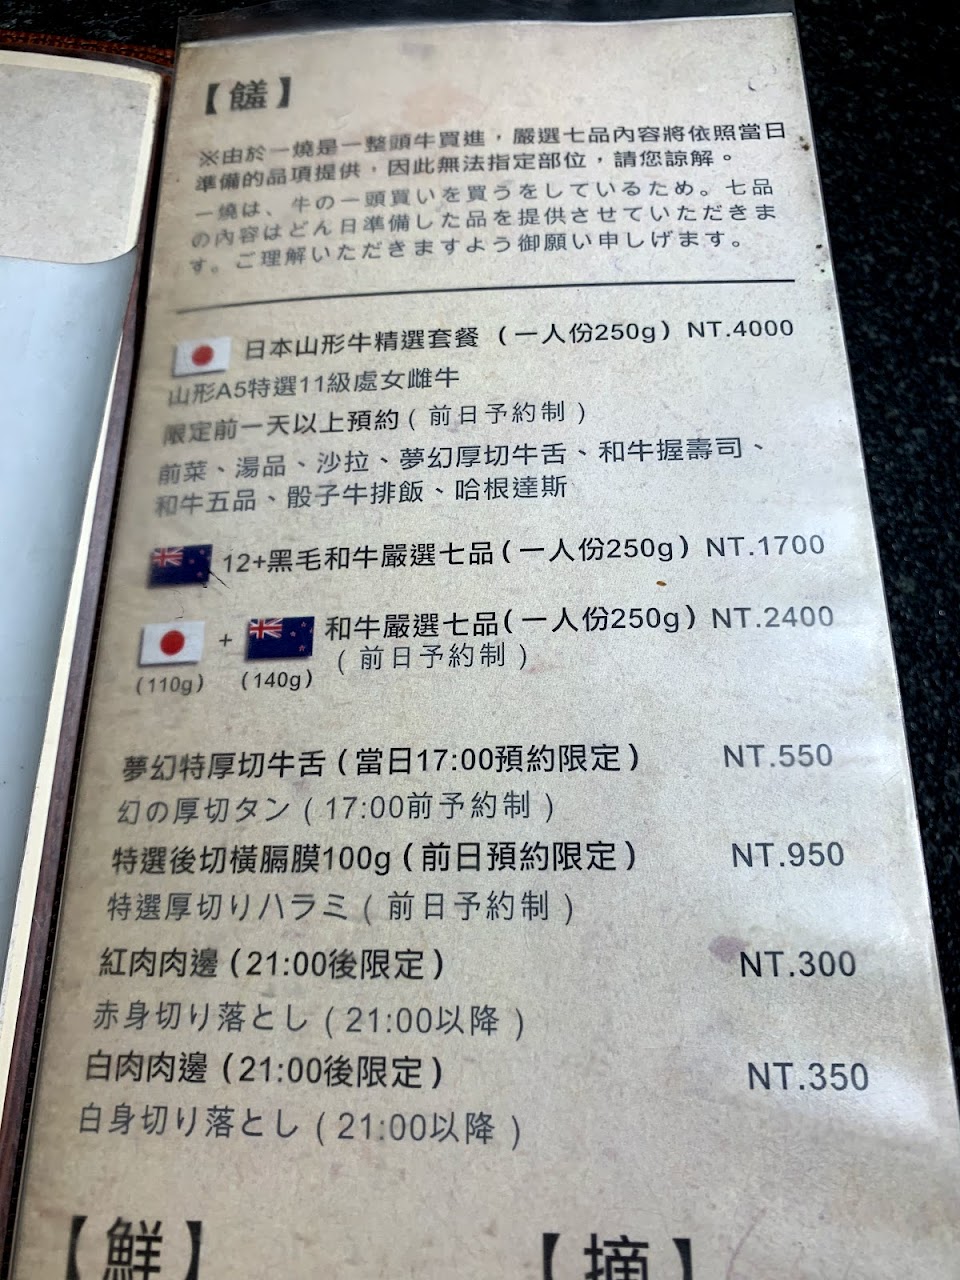 【饈】
※由於一燒是一整頭牛買進，嚴選七品內容將依照當日
準備的品項提供，因此無法指定部位，請您諒解。
一燒は、牛の一頭買いを買うをしているため。七品
の内容はどん日準備した品を提供させていただきま
す。ご理解いただきますよう御願い申しげます。
日本山形牛精選套餐（一人份250g）NT.4000
山形A5特選11級處女雌牛
限定前一天以上預約（前日予約制）
前菜、湯品、沙拉、夢幻厚切牛舌、和牛握壽司、
和牛五品、骰子牛排飯、哈根達斯
12+黑毛和牛嚴選七品（一人份250g）NT.1700
+ 和牛嚴選七品（一人份250g）NT.2400
（前日予約制）
（110g）（140g）
夢幻特厚切牛舌（當日17:00預約限定） NT.550
幻の厚切タン（17:00前予約制）
特選後切橫膈膜100g（前日預約限定） NT.950
特選厚切りハラミ（前日予約制）
紅肉肉邊（21:00後限定） NT.300
赤身切り落とし（21:00以降）
白肉肉邊（21:00後限定） NT.350
白身切り落とし（21:00以降）
【鮮】 【摘】